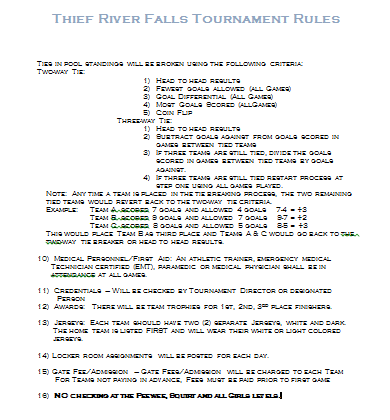 Thief River Falls Tournament Rules
Ties in pool standings will be broken using the following criteria:
Two-way Tie:
1) Head to head results
2) Fewest goals allowed (All Games)
3) Goal Differential (All Games)
4) Most Goals Scored (allGames)
5) Coin Flip
Three-way Tie:
1) Head to head results
2) Subtract goals against from goals scored in
games between tied teams
3) If three teams are still tied, divide the goals
scored in games between tied teams by goals
against.
4) If three teams are still tied restart process at
step one using all games played.
Note: Any time a team is placed in the tie breaking process, the two remaining
tied teams would revert back to the two-way tie criteria.
Example: Team A scores 7 goals and allowed 4 goals 7-4 = +3
Team B scores 9 goals and allowed 7 goals 9-7 = +2
Team C scores 8 goals and allowed 5 goals 8-5 = +3
This would place Team B as third place and Teams A & C would go back to the
two-way tie breaker or head to head results.
10) Medical Personnel/First Aid: An athletic trainer, emergency medical
Technician certified (EMT), paramedic or medical physician shall be in
attendance at all games.
11) Credentials – Will be checked by Tournament Director or designated
Person
12) Awards: There will be team trophies for 1st, 2nd, 3rd place finishers.
13) Jerseys: Each team should have two (2) separate Jerseys, white and dark.
The home team is listed FIRST and will wear their white or light colored
jerseys.
14) Locker room assignments will be posted for each day.
15) Gate Fee/Admission – Gate Fees/Admission will be charged to each Team
For Teams not paying in advance, Fees must be paid prior to first game
16) No checking at the Peewee, Squirt and all Girls levels.